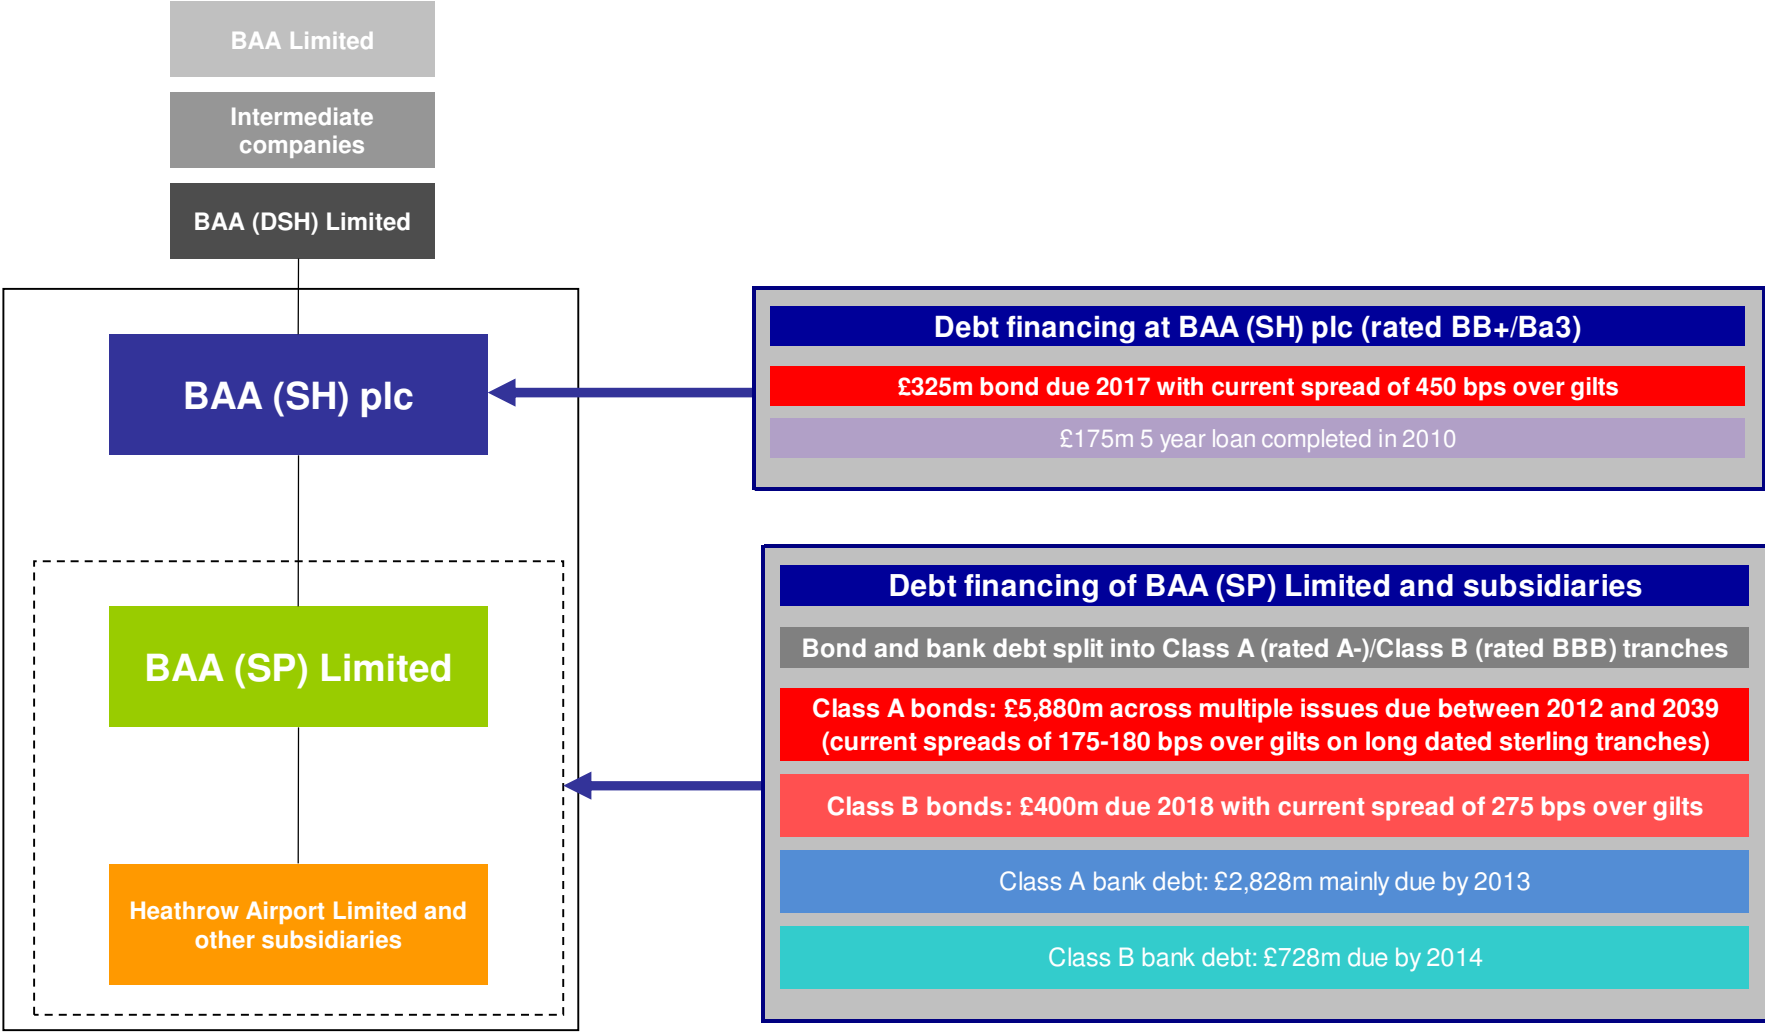 BAA Limited
Intermediate
companies
BAA (DSH) Limited
BAA (SH) plc
BAA (SP) Limited
Heathrow Airport Limited and
other subsidiaries
Debt financing at BAA (SH) plc (rated BB+/Ba3)
£325m bond due 2017 with current spread of 450 bps over gilts
£175m 5 year loan completed in 2010
Debt financing of BAA (SP) Limited and subsidiaries
Bond and bank debt split into Class A (rated A-)/Class B (rated BBB) tranches
Class A bonds: £5,880m across multiple issues due between 2012 and 2039
(current spreads of 175-180 bps over gilts on long dated sterling tranches)
Class B bonds: £400m due 2018 with current spread of 275 bps over gilts
Class A bank debt: £2,828m mainly due by 2013
Class B bank debt: £728m due by 2014